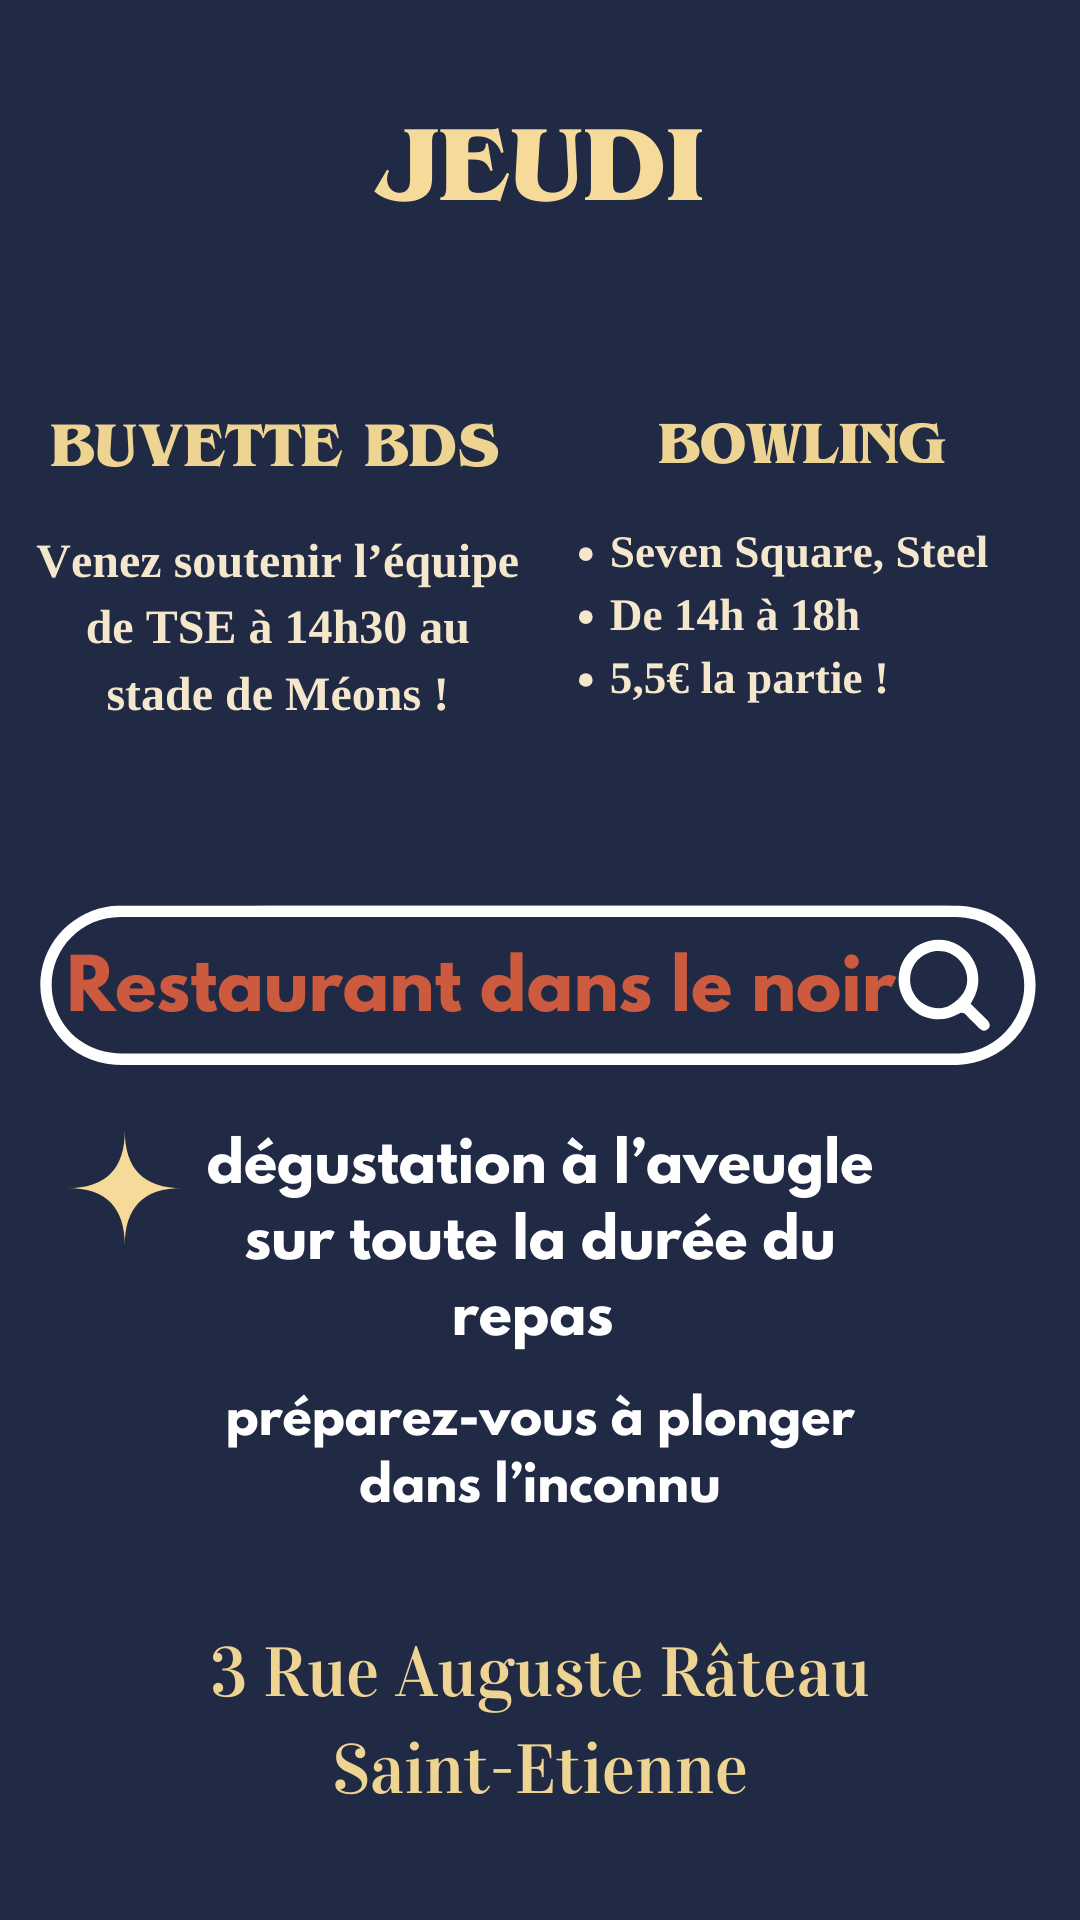 JEUDI
BUVETTE BDS
Venez soutenir l’équipe
de TSE à 14h30 au
stade de Méons !
BOWLING
• Seven Square, Steel
• De 14h à 18h
• 5,5€ la partie !
Restaurant dans le noir
dégustation à l’aveugle
sur toute la durée du
repas
préparez-vous à plonger
dans l’inconnu
3 Rue Auguste Râteau
Saint-Etienne